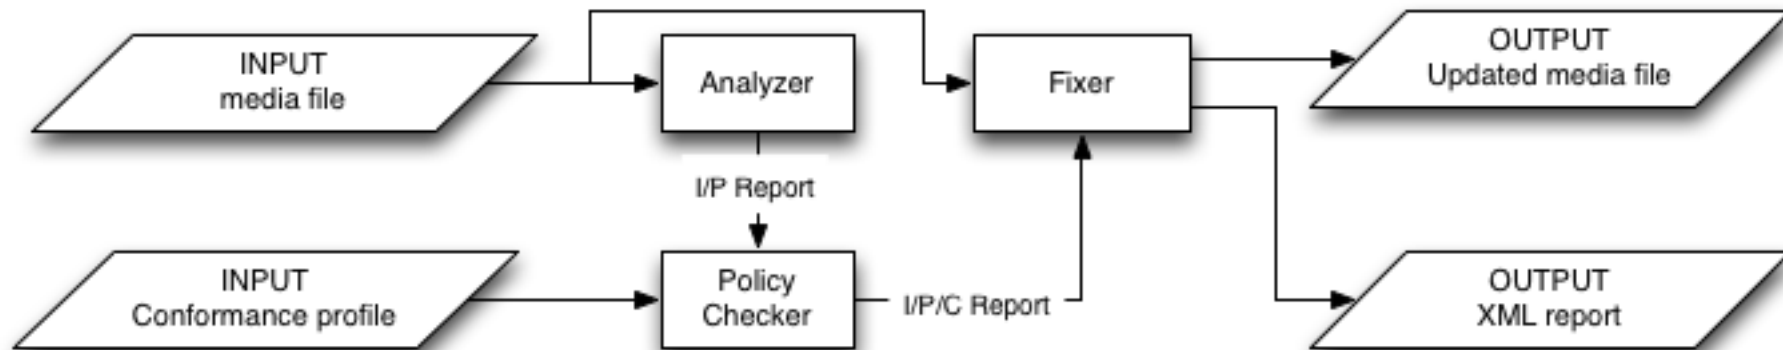 INPUT
media file
Analyzer
Fixer
OUTPUT
Updated media file
I/P Report
INPUT
Conformance profile
Policy
Checker
I/P/C Report
OUTPUT
XML report